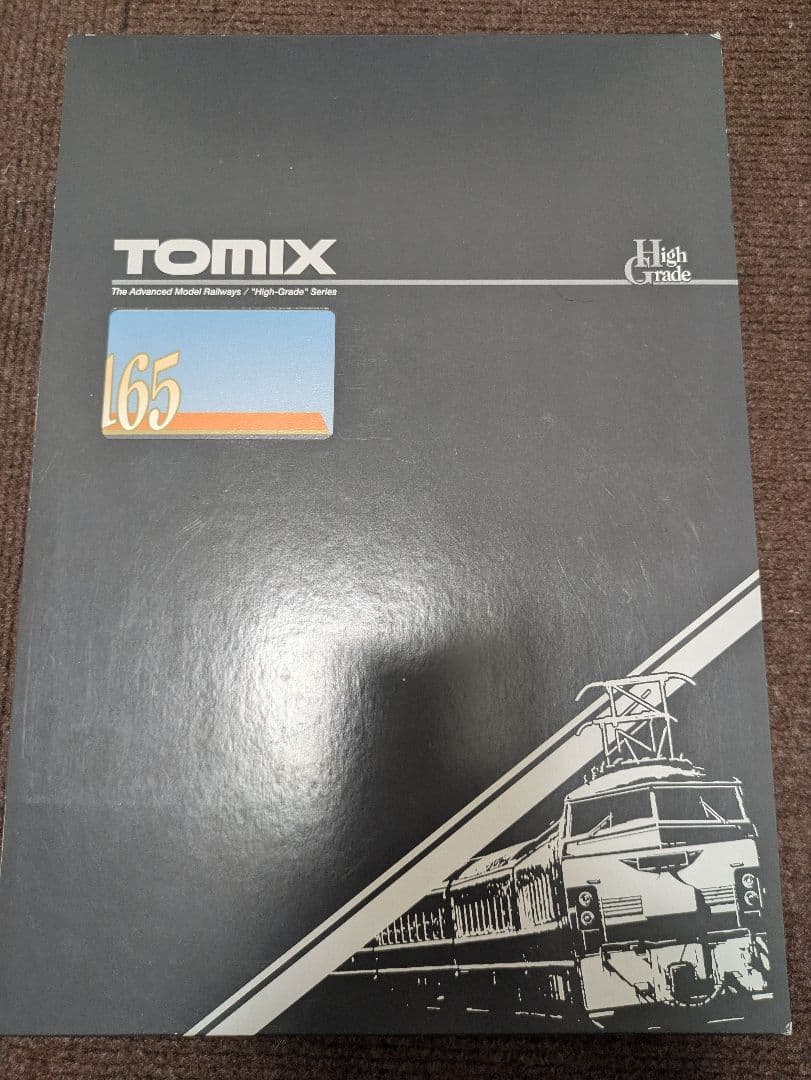 TOMIX
High
Grade
The Advanced Model Railways / "High-Grade" Series
165